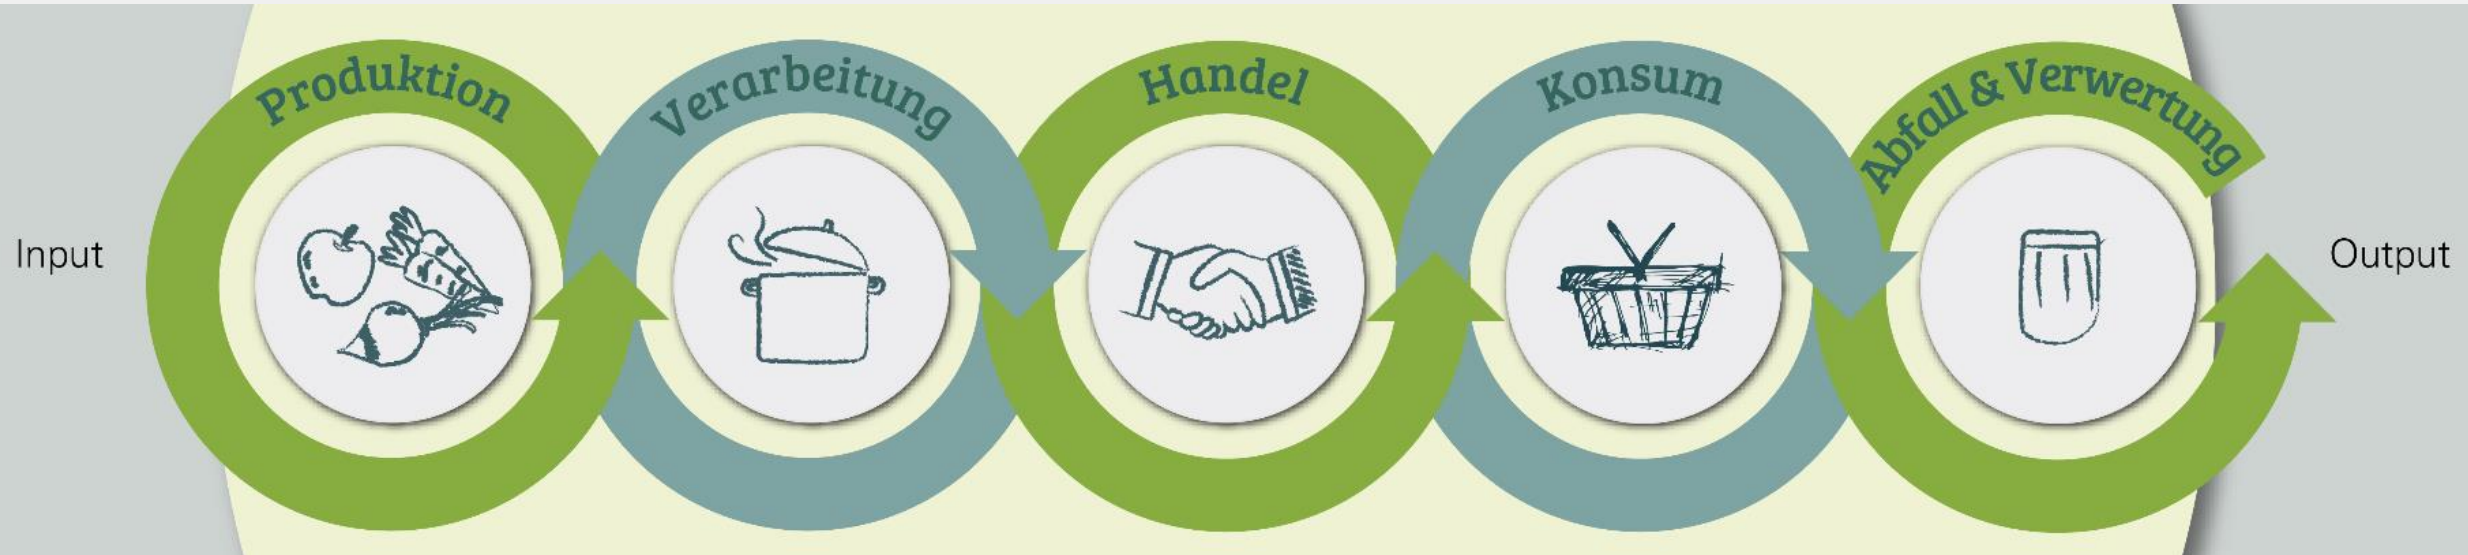 Input
Produktion
Verarbeitung
Handel
Konsum
Abfall & Verwertung
Output